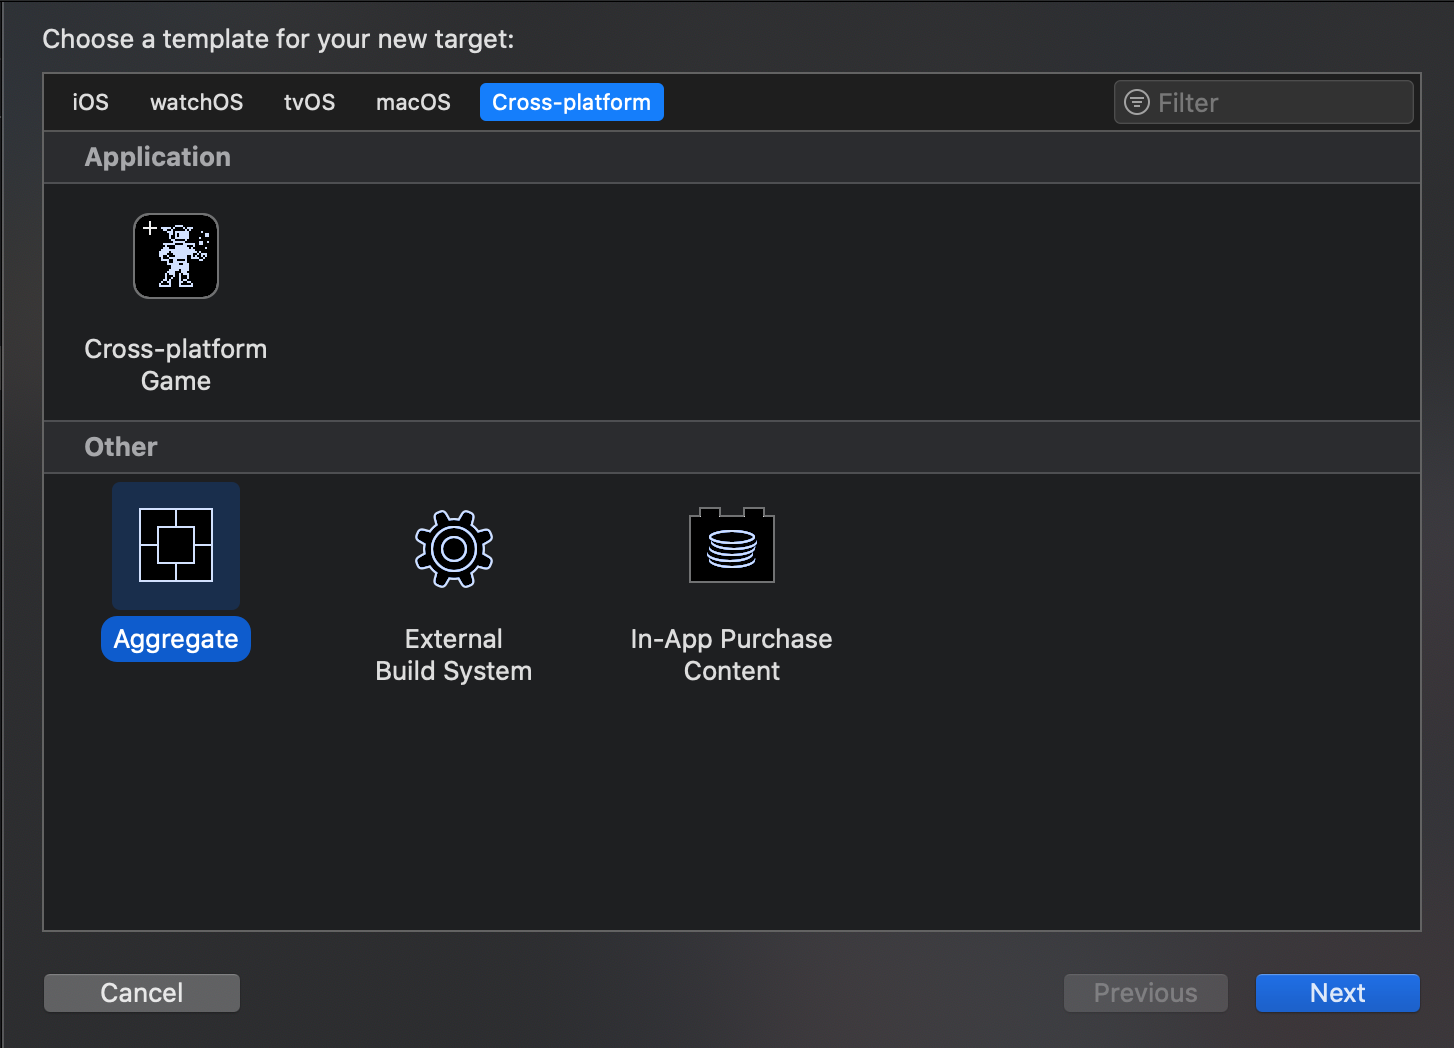 Choose a template for your new target:
iOS watchOS tvOS macOS Cross-platform Filter
Application
Cross-platform
Game
Other
Aggregate External In-App Purchase
Build System Content
Cancel Previous Next